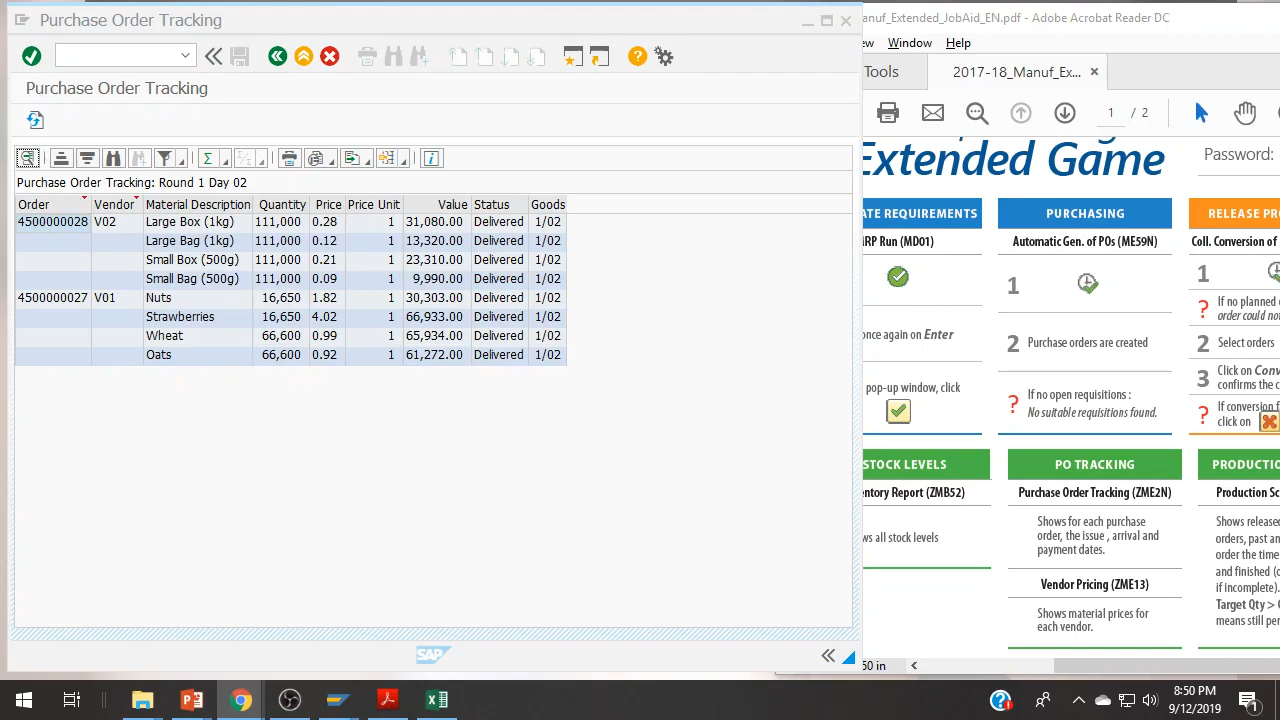 Purchase Order Tracking
Purchase Order Tracking
Purchase Order Tracking: Round 1 Day 02
Order Vendor Material Description Quantity Price Price Unit Value Status Goods
4500000028 V02 Large Box (1kg) 111,000 0.28 1 31,080.00 Delivered 1/02
Large Bag (1kg) 111,000 0.12 1 13,320.00 Delivered 1/02
Small Box (500g) 111,000 0.21 1 23,310.00 Delivered 1/02
Small Bag (500g) 111,000 0.09 1 9,990.00 Delivered 1/02
4500000027 V01 Nuts 16,650 1.82 1 30,303.00 Delivered 1/02
Strawberries 16,650 4.02 1 66,933.00 Delivered 1/02
Wheat 66,600 0.99 1 65,934.00 Delivered 1/02
Oats 66,600 0.92 1 61,272.00 Delivered 1/02
SAP
anuf_Extended_JobAid_EN.pdf - Adobe Acrobat Reader DC
ew Window Help
Tools 2017-18_Manuf_Ex... ×
1 / 2
Extended Game
Password:
ATE REQUIREMENTS
RP Run (MD01)
once again on Enter
pop-up window, click
PURCHASING
Automatic Gen. of POs (ME59N)
1
2 Purchase orders are created
? If no open requisitions :
No suitable requisitions found.
RELEASE PR
Coll. Conversion of
1
? If no planned o
order could not
2 Select orders
3 Click on Conv
confirms the c
? If conversion f
click on
STOCK LEVELS
entory Report (ZMB52)
ws all stock levels
PO TRACKING
Purchase Order Tracking (ZME2N)
Shows for each purchase
order, the issue , arrival and
payment dates.
Vendor Pricing (ZME13)
Shows material prices for
each vendor.
PRODUCTIO
Production Sc
Shows released
orders, past an
order the time
and finished (o
if incomplete).
Target Qty > 
means still per
50 in
8:50 PM
9/12/2019
1